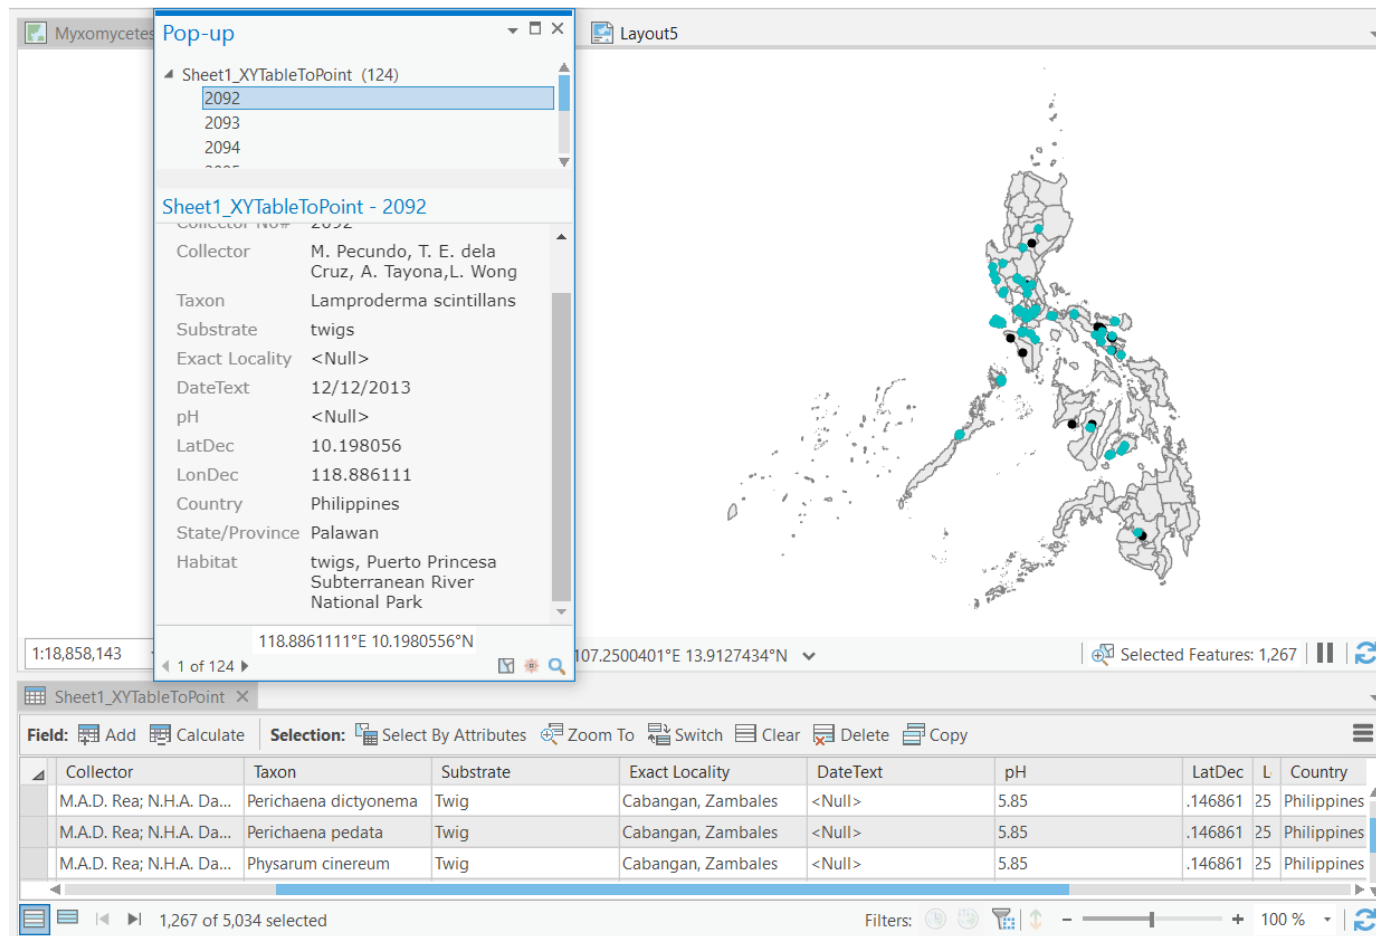 Myxomycetes
Pop-up
Layout5
Sheet1_XYTableToPoint (124)
2092
2093
2094
2095
Sheet1_XYTableToPoint - 2092
Collector No# 2092
Collector M. Pecundo, T. E. dela
Cruz, A. Tayona,L. Wong
Taxon Lamproderma scintillans
Substrate twigs
Exact Locality <Null>
DateText 12/12/2013
pH <Null>
LatDec 10.198056
LonDec 118.886111
Country Philippines
State/Province Palawan
Habitat twigs, Puerto Princesa
Subterranean River
National Park
118.8861111°E 10.1980556°N
1 of 124
1:18,858,143
107.2500401°E 13.9127434°N
Selected Features: 1,267
Sheet1_XYTableToPoint
Field: Add Calculate Selection: Select By Attributes Zoom To Switch Clear Delete Copy
Collector Taxon Substrate Exact Locality DateText pH LatDec L Country
M.A.D. Rea; N.H.A. Da... Perichaena dictyonema Twig Cabangan, Zambales <Null> 5.85 .146861 25 Philippines
M.A.D. Rea; N.H.A. Da... Perichaena pedata Twig Cabangan, Zambales <Null> 5.85 .146861 25 Philippines
M.A.D. Rea; N.H.A. Da... Physarum cinereum Twig Cabangan, Zambales <Null> 5.85 .146861 25 Philippines
1,267 of 5,034 selected
Filters:
100 %